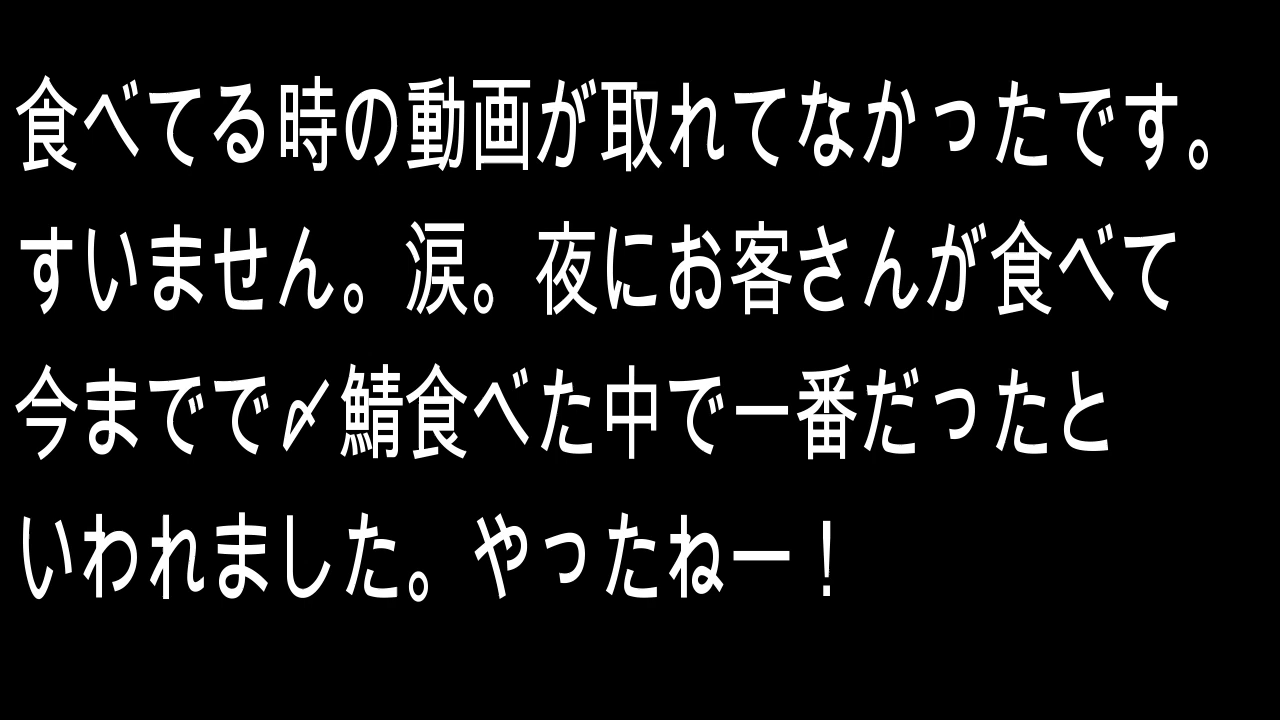 食べてる時の動画が取れてなかったです。
すいません。涙。夜にお客さんが食べて
今までで〆鯖食べた中で一番だったと
いわれました。やったねー！